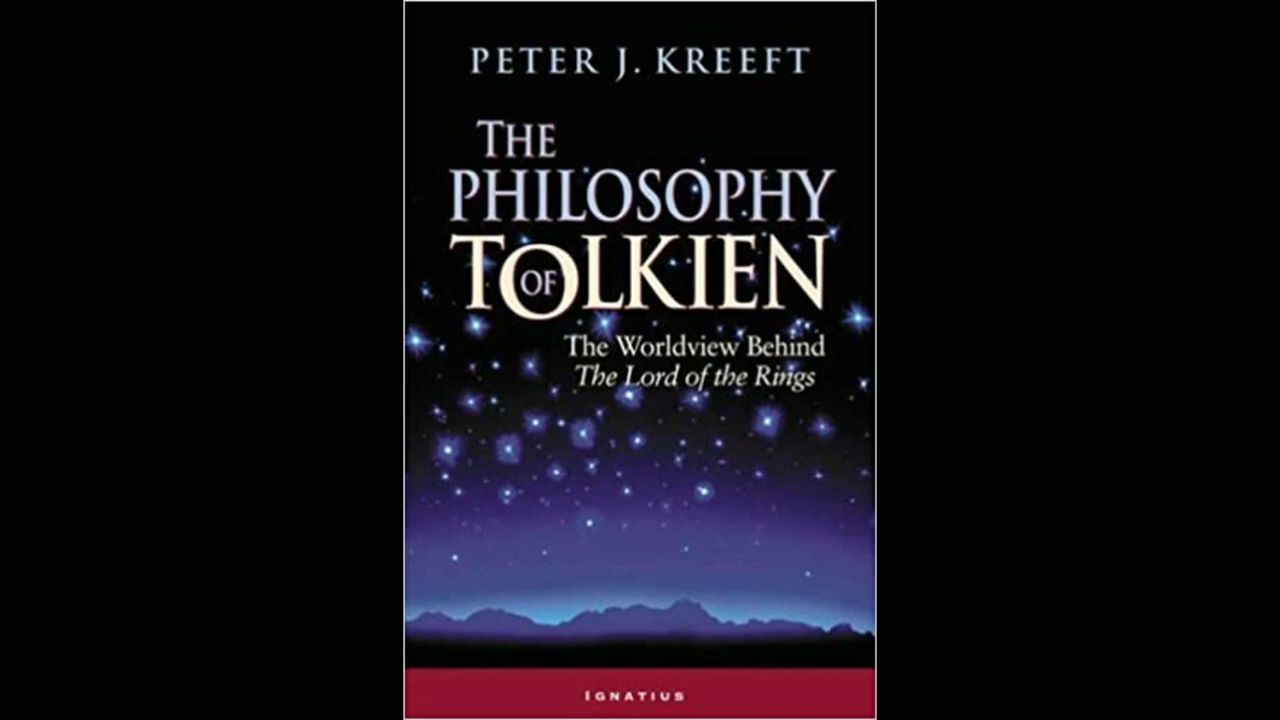 PETER J. KREEFT
THE
PHILOSOPHY
OF TOLKIEN
The Worldview Behind
The Lord of the Rings
IGNATIUS